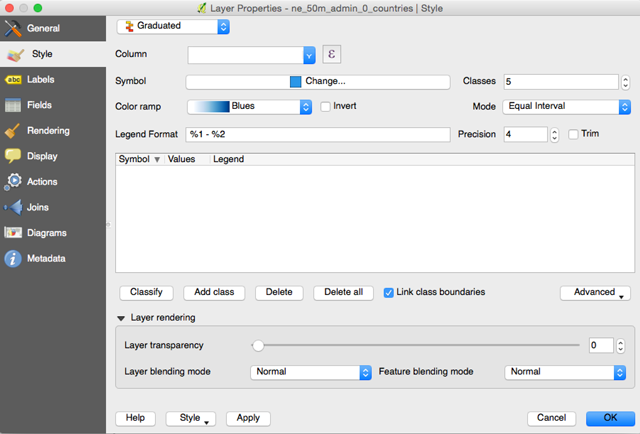 Layer Properties - ne_50m_admin_0_countries | Style
General
Style
abc Labels
Fields
Rendering
Display
Actions
Joins
Diagrams
Metadata
Graduated
Column ε
Symbol Change... Classes 5
Color ramp Blues Invert Mode Equal Interval
Legend Format %1 - %2 Precision 4 Trim
Symbol Values Legend
Classify Add class Delete Delete all Link class boundaries Advanced
Layer rendering
Layer transparency 0
Layer blending mode Normal Feature blending mode Normal
Help Style Apply Cancel OK